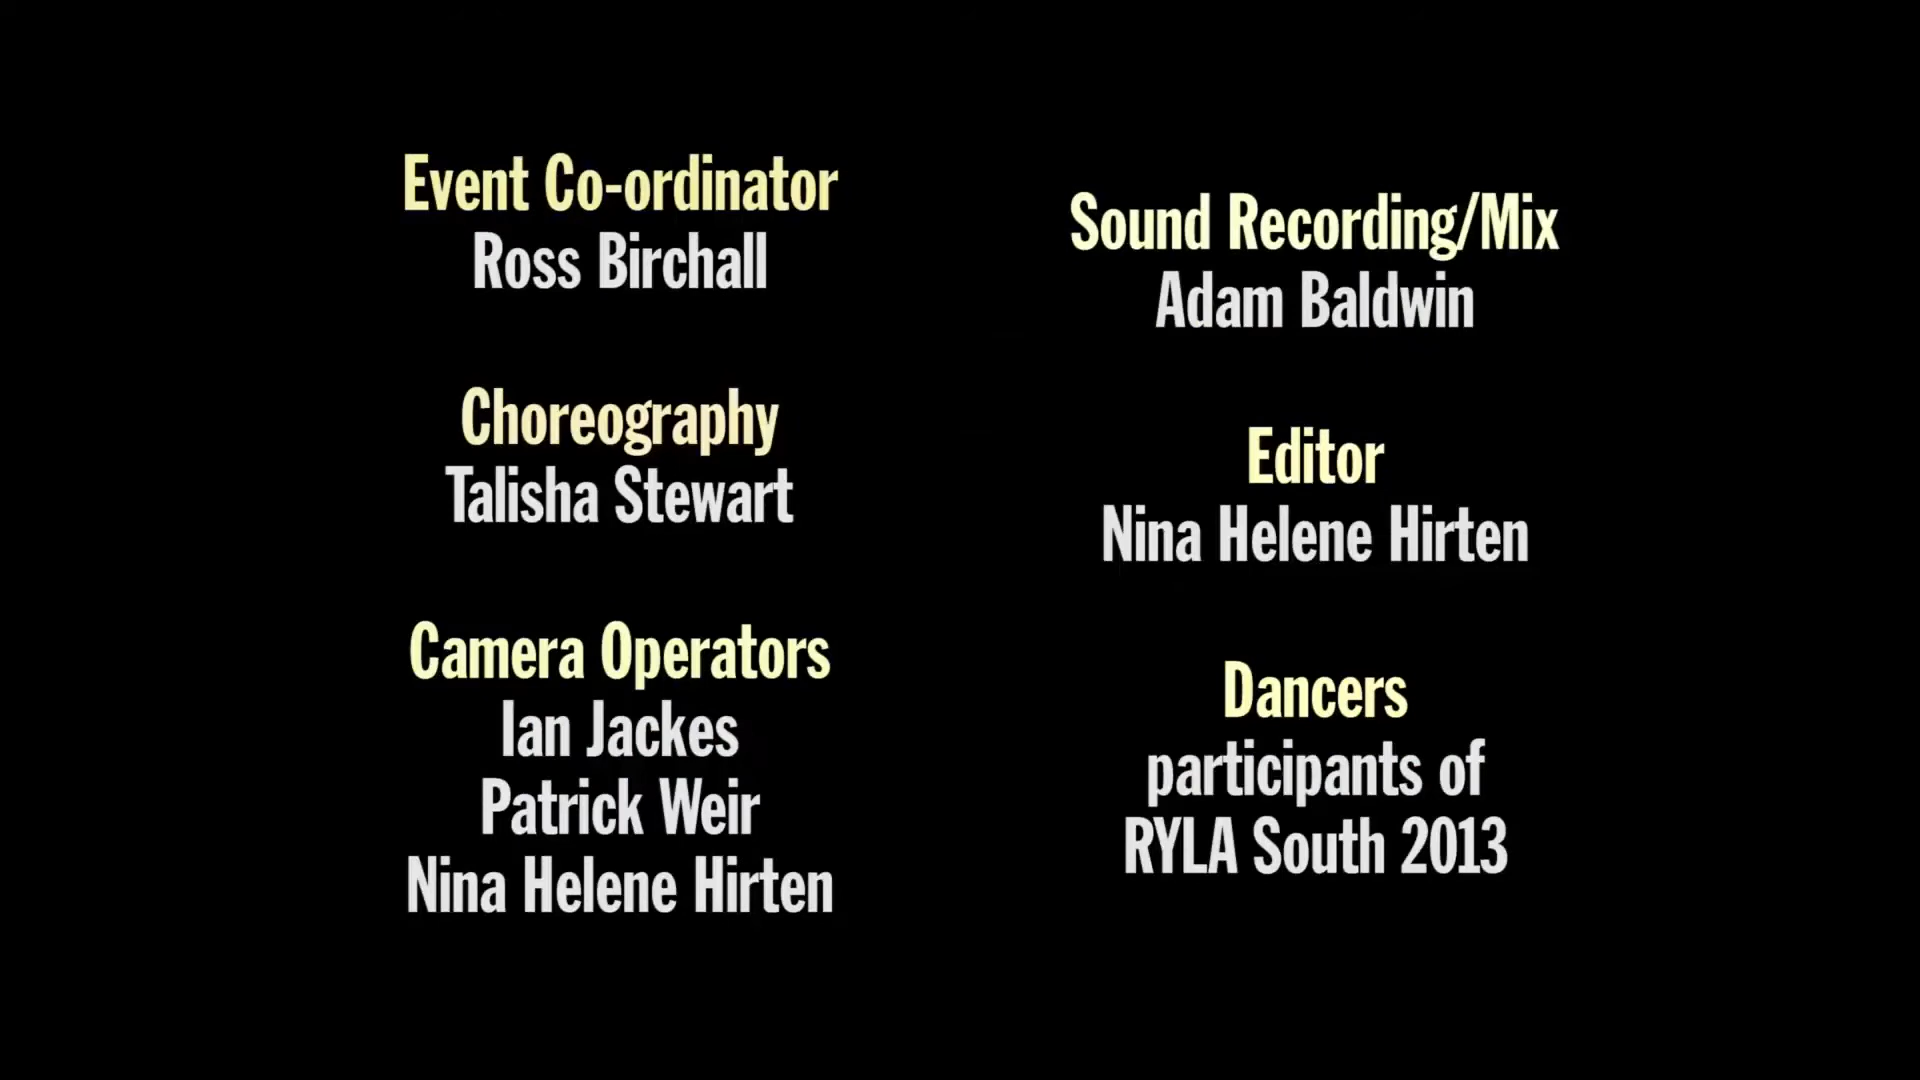 Event Co-ordinator
Ross Birchall
Choreography
Talisha Stewart
Camera Operators
Ian Jackes
Patrick Weir
Nina Helene Hirten
Sound Recording/Mix
Adam Baldwin
Editor
Nina Helene Hirten
Dancers
participants of
RYLA South 2013